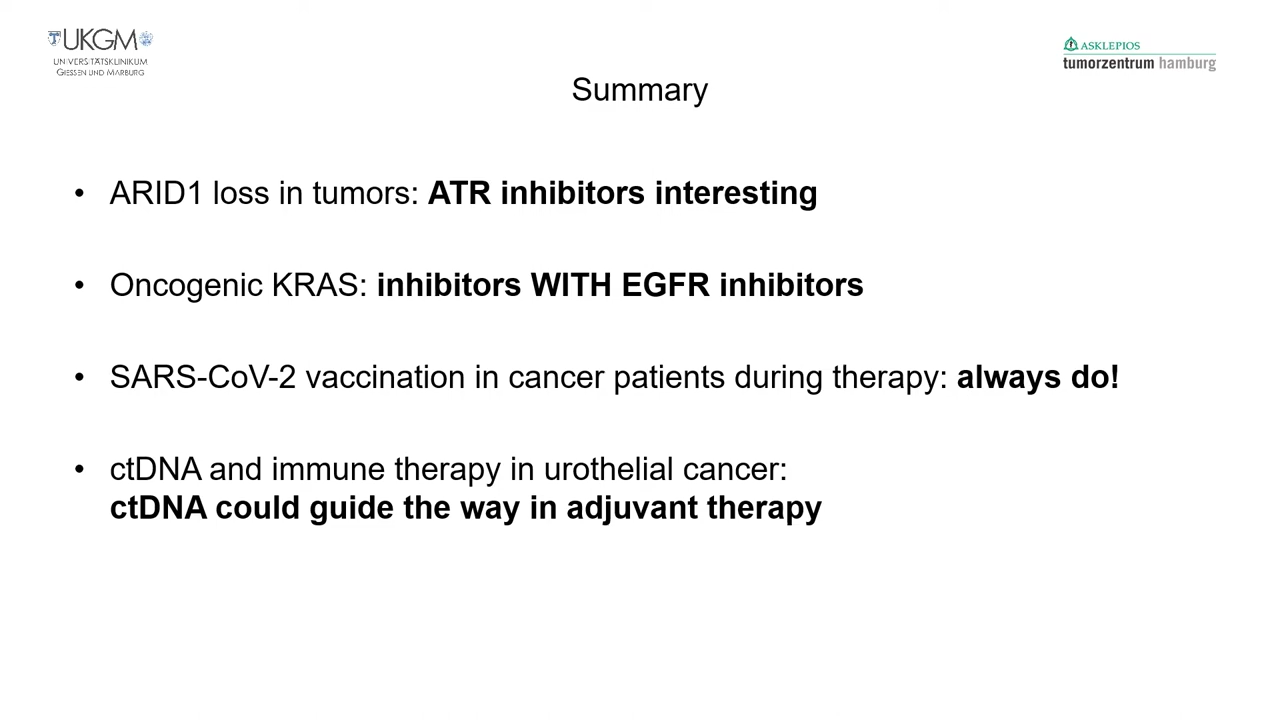 UKGM
UNIVERSITÄTSKLINIKUM
GIESSEN UND MARBURG
ASKLEPIOS
tumorzentrum hamburg
Summary
• ARID1 loss in tumors: ATR inhibitors interesting
• Oncogenic KRAS: inhibitors WITH EGFR inhibitors
• SARS-CoV-2 vaccination in cancer patients during therapy: always do!
• ctDNA and immune therapy in urothelial cancer:
ctDNA could guide the way in adjuvant therapy